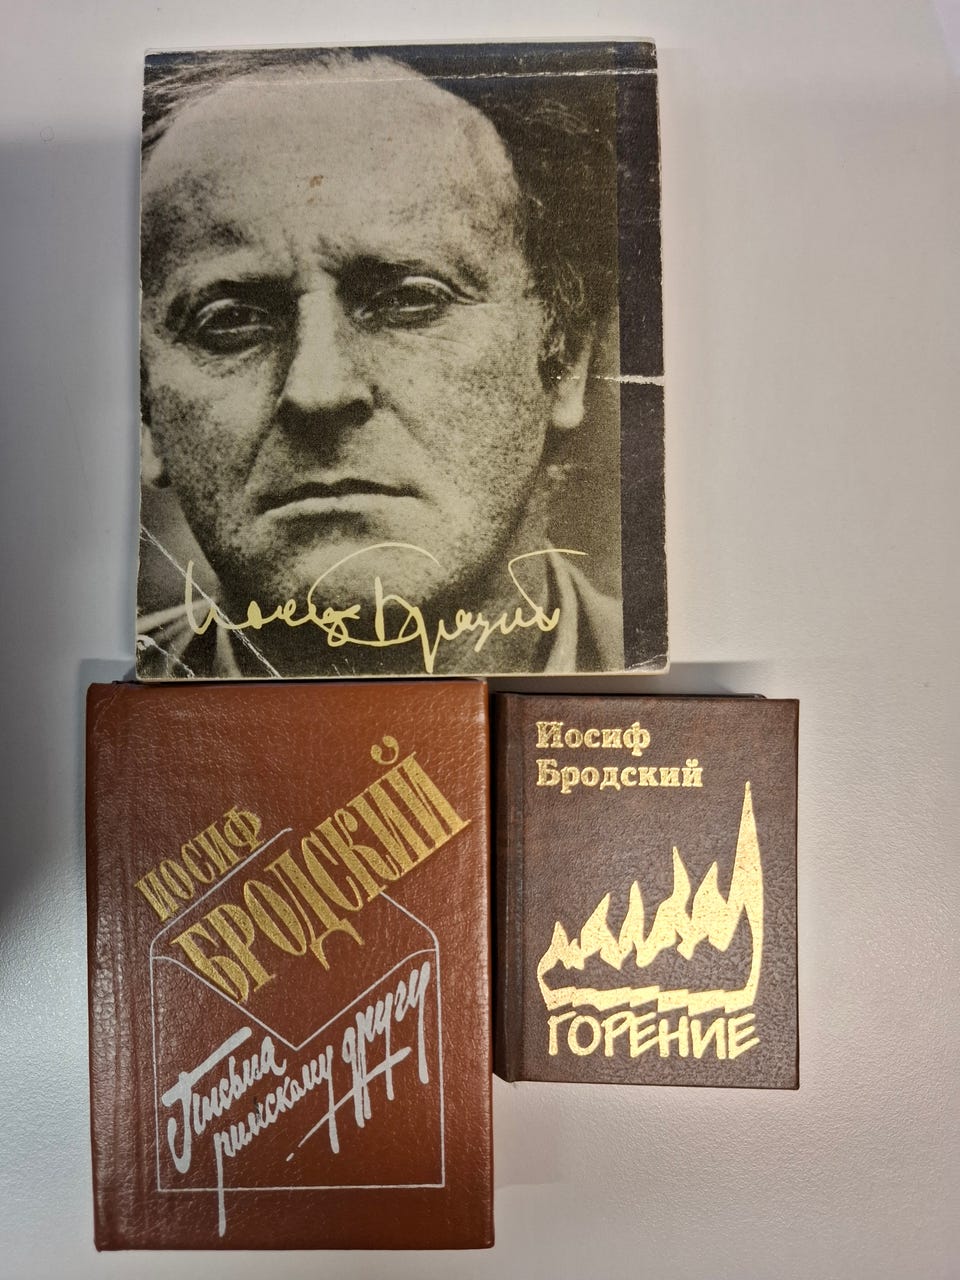 Иосиф Бродский
ИОСИФ
БРОДСКИЙ
Письма
римскому другу
Иосиф
Бродский
ГОРЕНИЕ